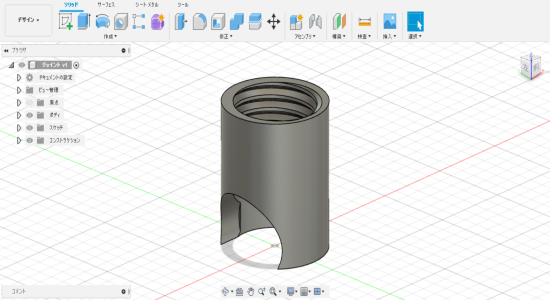 ソリッド サーフェス シート メタル ツール
デザイン
作成 修正 アセンブリ 構築 検査 挿入 選択
ブラウザ
ジョイント v1
ドキュメントの設定
ビュー管理
原点
ボディ
スケッチ
コンストラクション
コメント